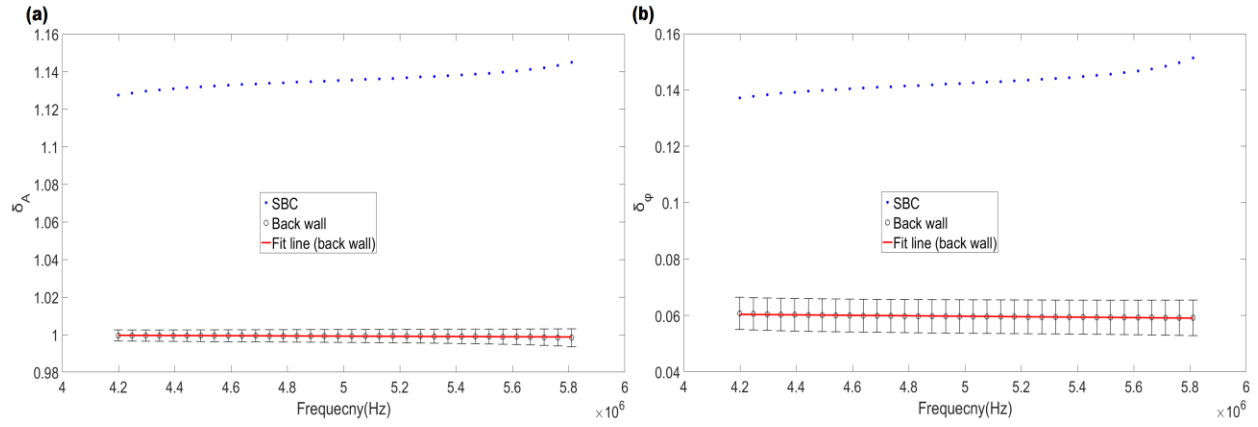 (a)
1.16
1.14
1.12
1.1
1.08
1.06
1.04
1.02
1
0.98
δ_A
SBC
Back wall
Fit line (back wall)
4 4.2 4.4 4.6 4.8 5 5.2 5.4 5.6 5.8 6
Frequecny(Hz)
×10^6
(b)
0.16
0.14
0.12
0.1
0.08
0.06
0.04
δ_φ
SBC
Back wall
Fit line (back wall)
4 4.2 4.4 4.6 4.8 5 5.2 5.4 5.6 5.8 6
Frequecny(Hz)
×10^6